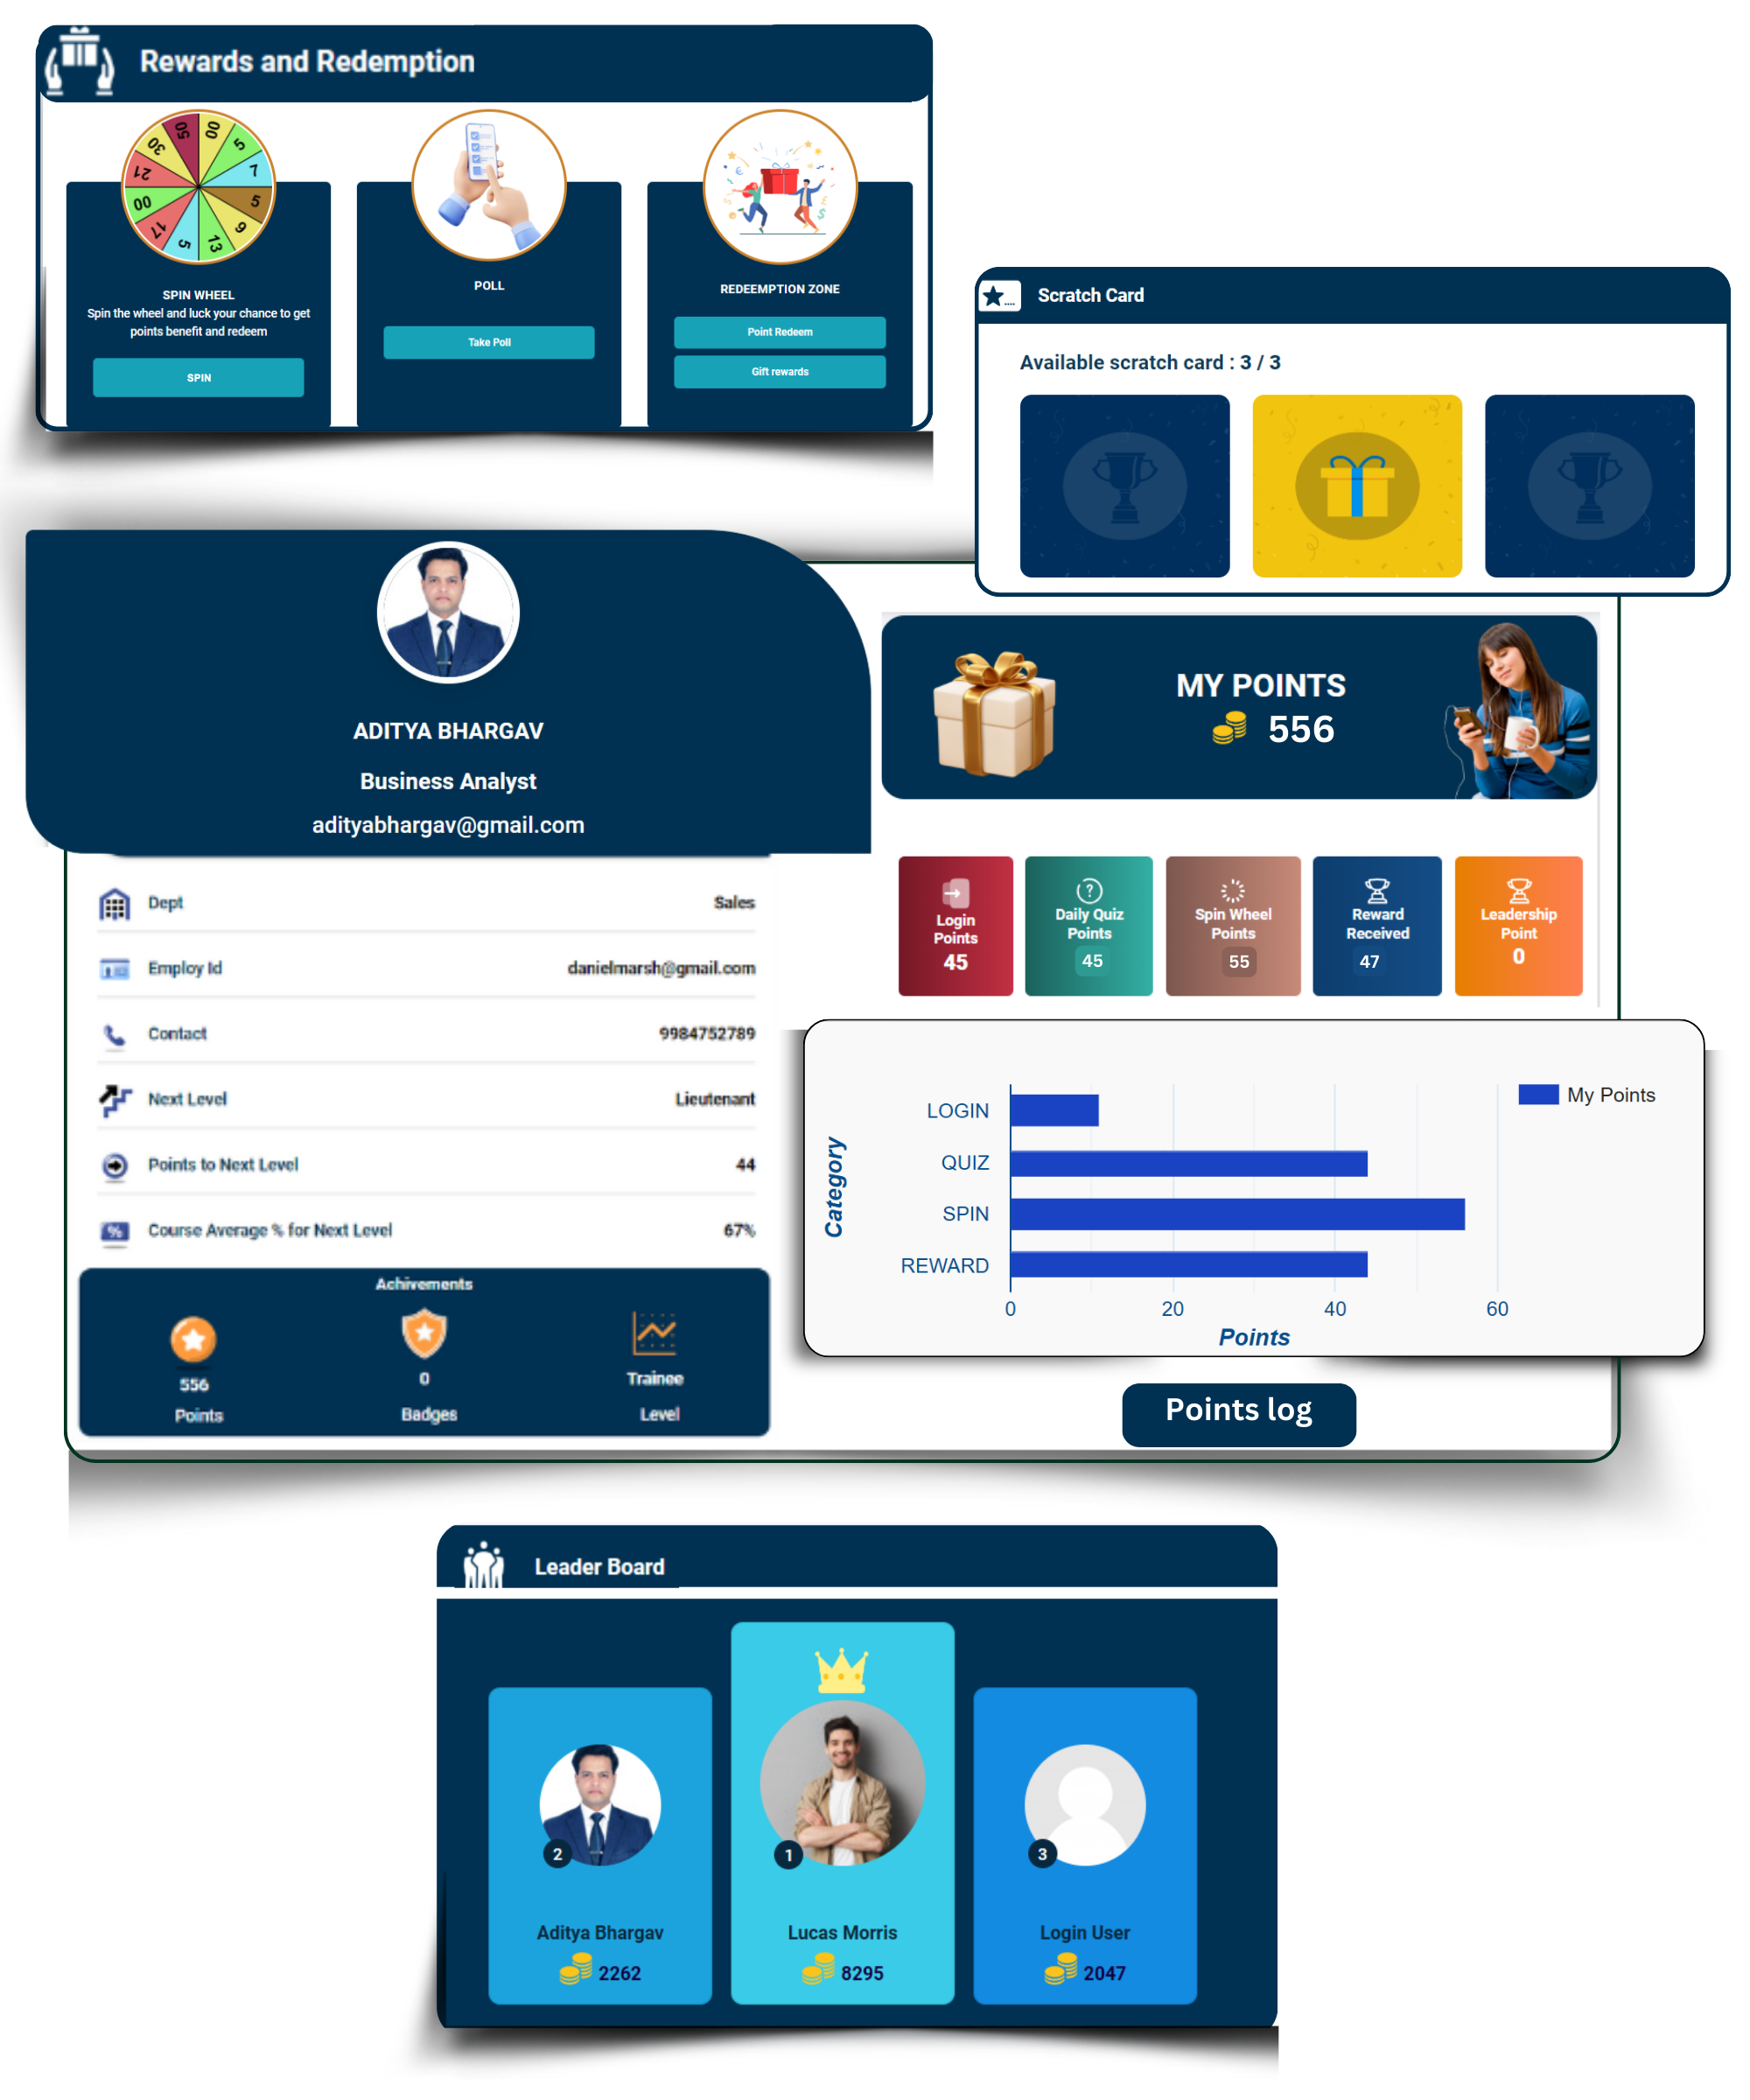 Rewards and Redemption
50
00
5
7
5
9
13
5
17
00
21
30
SPIN WHEEL
Spin the wheel and luck your chance to get
points benefit and redeem
SPIN
POLL
Take Poll
REDEEMPTION ZONE
Point Redeem
Gift rewards
Scratch Card
Available scratch card : 3 / 3
ADITYA BHARGAV
Business Analyst
adityabhargav@gmail.com
Dept Sales
Employ Id danielmarsh@gmail.com
Contact 9984752789
Next Level Lieutenant
Points to Next Level 44
Course Average % for Next Level 67%
Achivements
556
Points
0
Badges
Trainee
Level
MY POINTS
556
Login
Points
45
Daily Quiz
Points
45
Spin Wheel
Points
55
Reward
Received
47
Leadership
Point
0
Category
LOGIN
QUIZ
SPIN
REWARD
0 20 40 60
Points
My Points
Points log
Leader Board
2
Aditya Bhargav
2262
1
Lucas Morris
8295
3
Login User
2047